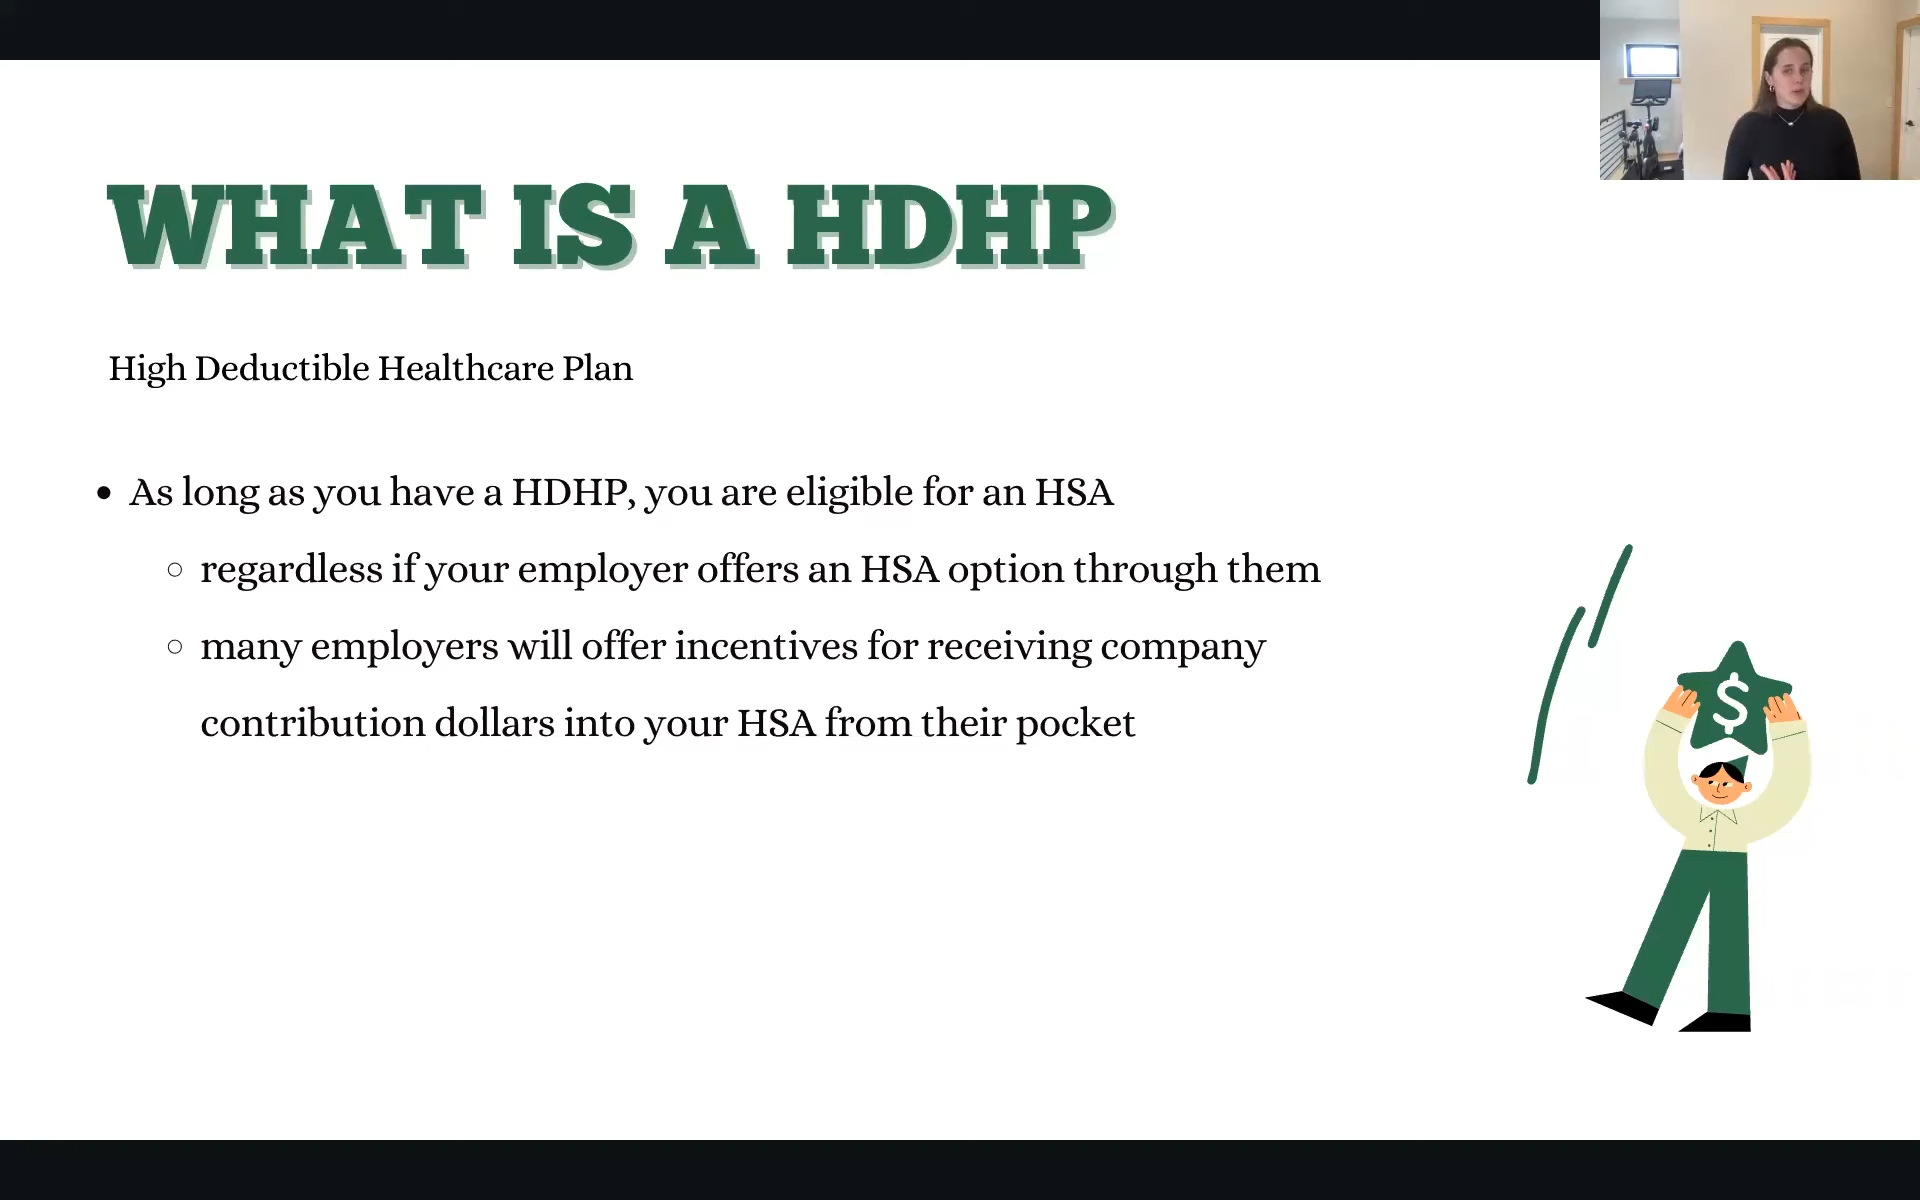 WHAT IS A HDHP
High Deductible Healthcare Plan
• As long as you have a HDHP, you are eligible for an HSA
○ regardless if your employer offers an HSA option through them
○ many employers will offer incentives for receiving company
contribution dollars into your HSA from their pocket
$